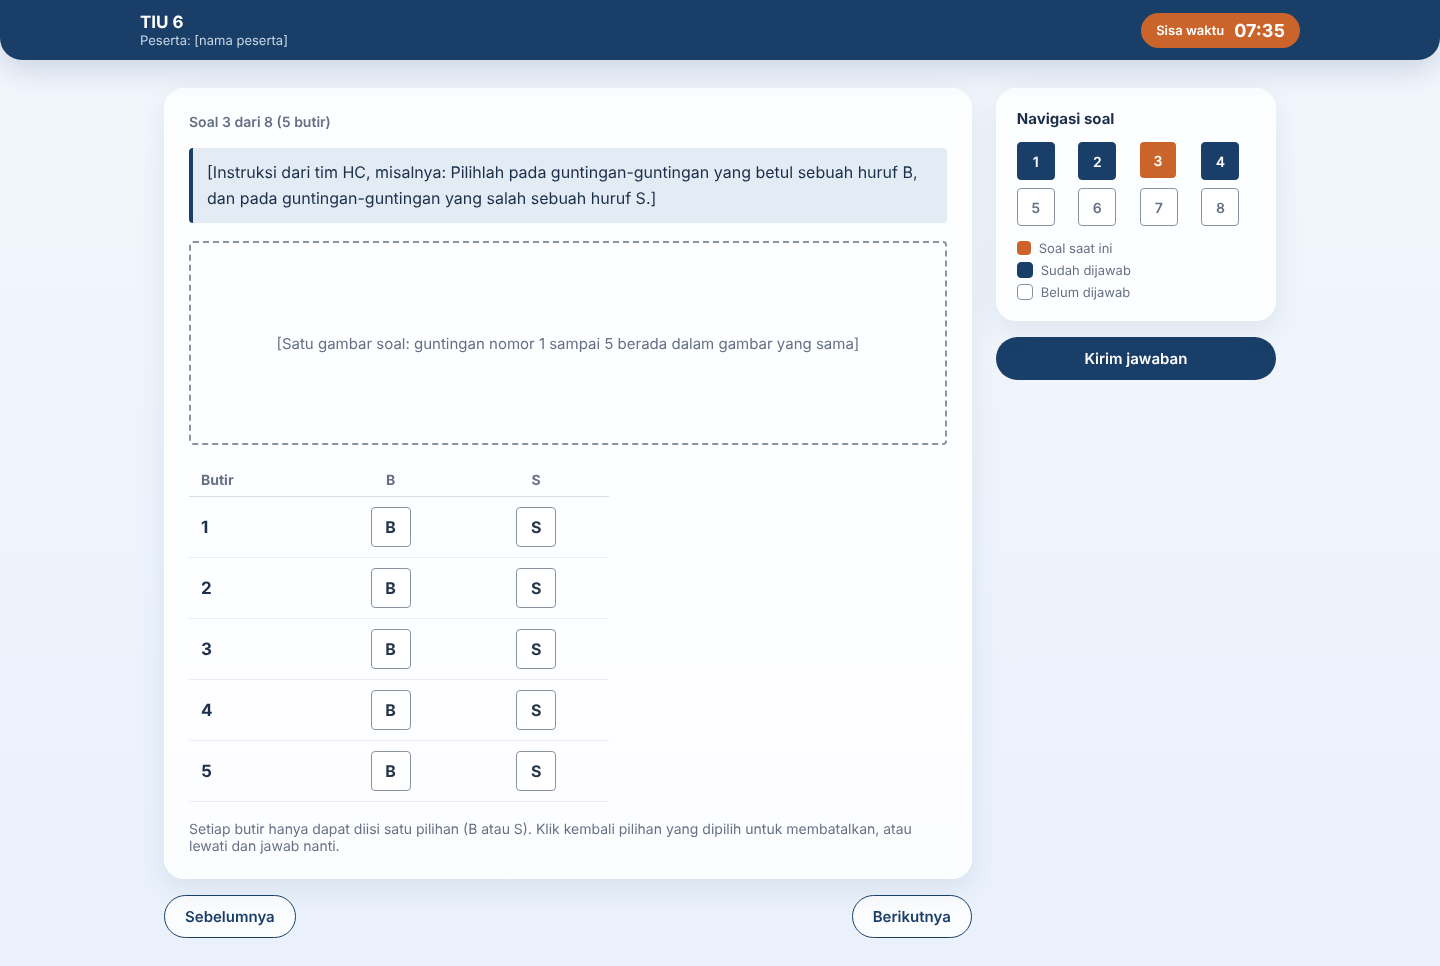 TIU 6
Peserta: [nama peserta]
Sisa waktu 07:35
Soal 3 dari 8 (5 butir)
[Instruksi dari tim HC, misalnya: Pilihlah pada guntingan-guntingan yang betul sebuah huruf B,
dan pada guntingan-guntingan yang salah sebuah huruf S.]
[Satu gambar soal: guntingan nomor 1 sampai 5 berada dalam gambar yang sama]
Butir B S
1 B S
2 B S
3 B S
4 B S
5 B S
Setiap butir hanya dapat diisi satu pilihan (B atau S). Klik kembali pilihan yang dipilih untuk membatalkan, atau
lewati dan jawab nanti.
Sebelumnya
Berikutnya
Navigasi soal
1 2 3 4
5 6 7 8
Soal saat ini
Sudah dijawab
Belum dijawab
Kirim jawaban